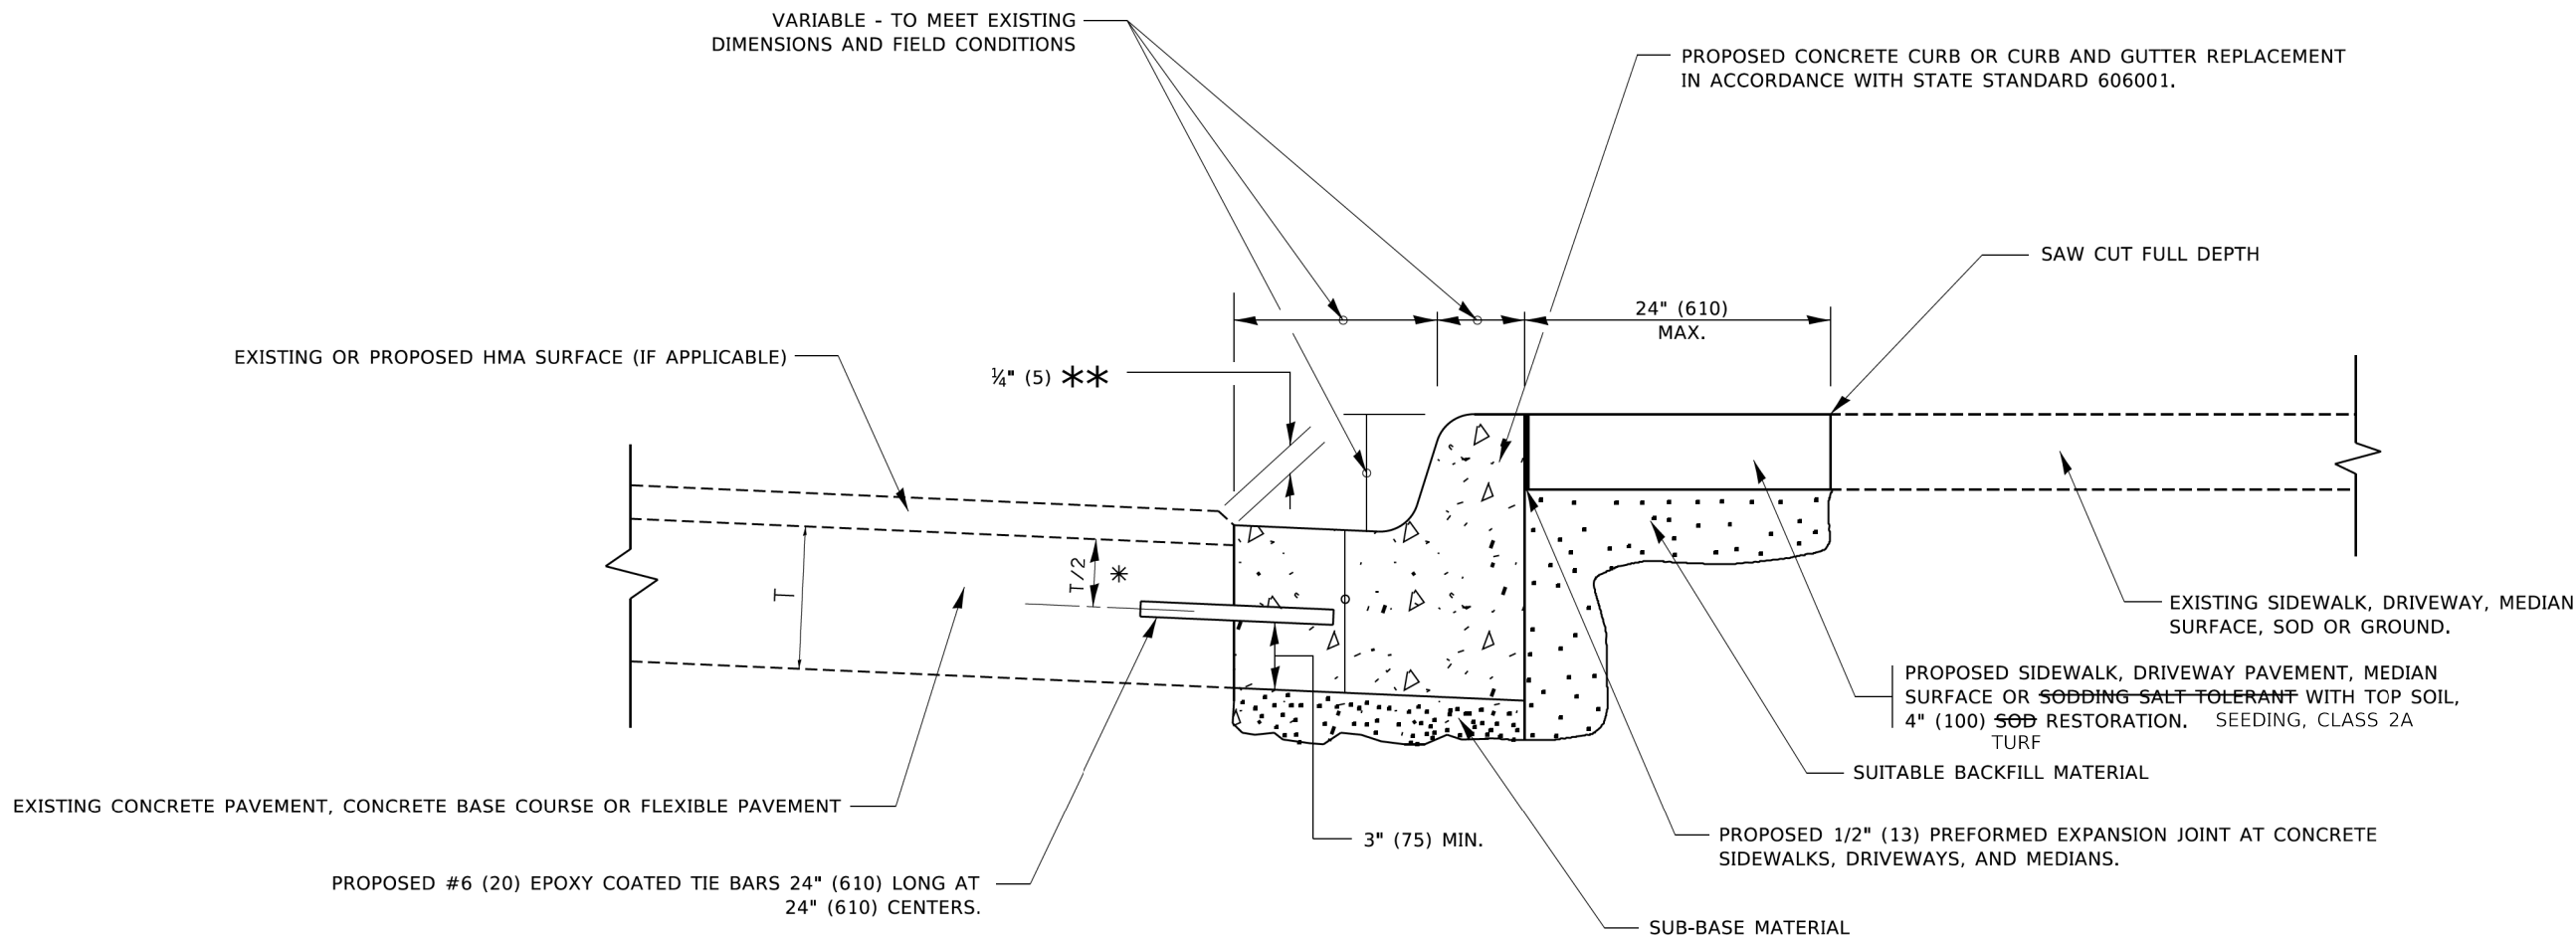 VARIABLE - TO MEET EXISTING
DIMENSIONS AND FIELD CONDITIONS
PROPOSED CONCRETE CURB OR CURB AND GUTTER REPLACEMENT
IN ACCORDANCE WITH STATE STANDARD 606001.
SAW CUT FULL DEPTH
24" (610)
MAX.
EXISTING OR PROPOSED HMA SURFACE (IF APPLICABLE)
¼" (5) **
T
T/2 *
EXISTING SIDEWALK, DRIVEWAY, MEDIAN
SURFACE, SOD OR GROUND.
PROPOSED SIDEWALK, DRIVEWAY PAVEMENT, MEDIAN
SURFACE OR SODDING SALT TOLERANT WITH TOP SOIL,
4" (100) SOD RESTORATION. SEEDING, CLASS 2A
TURF
SUITABLE BACKFILL MATERIAL
EXISTING CONCRETE PAVEMENT, CONCRETE BASE COURSE OR FLEXIBLE PAVEMENT
3" (75) MIN.
PROPOSED 1/2" (13) PREFORMED EXPANSION JOINT AT CONCRETE
SIDEWALKS, DRIVEWAYS, AND MEDIANS.
PROPOSED #6 (20) EPOXY COATED TIE BARS 24" (610) LONG AT
24" (610) CENTERS.
SUB-BASE MATERIAL